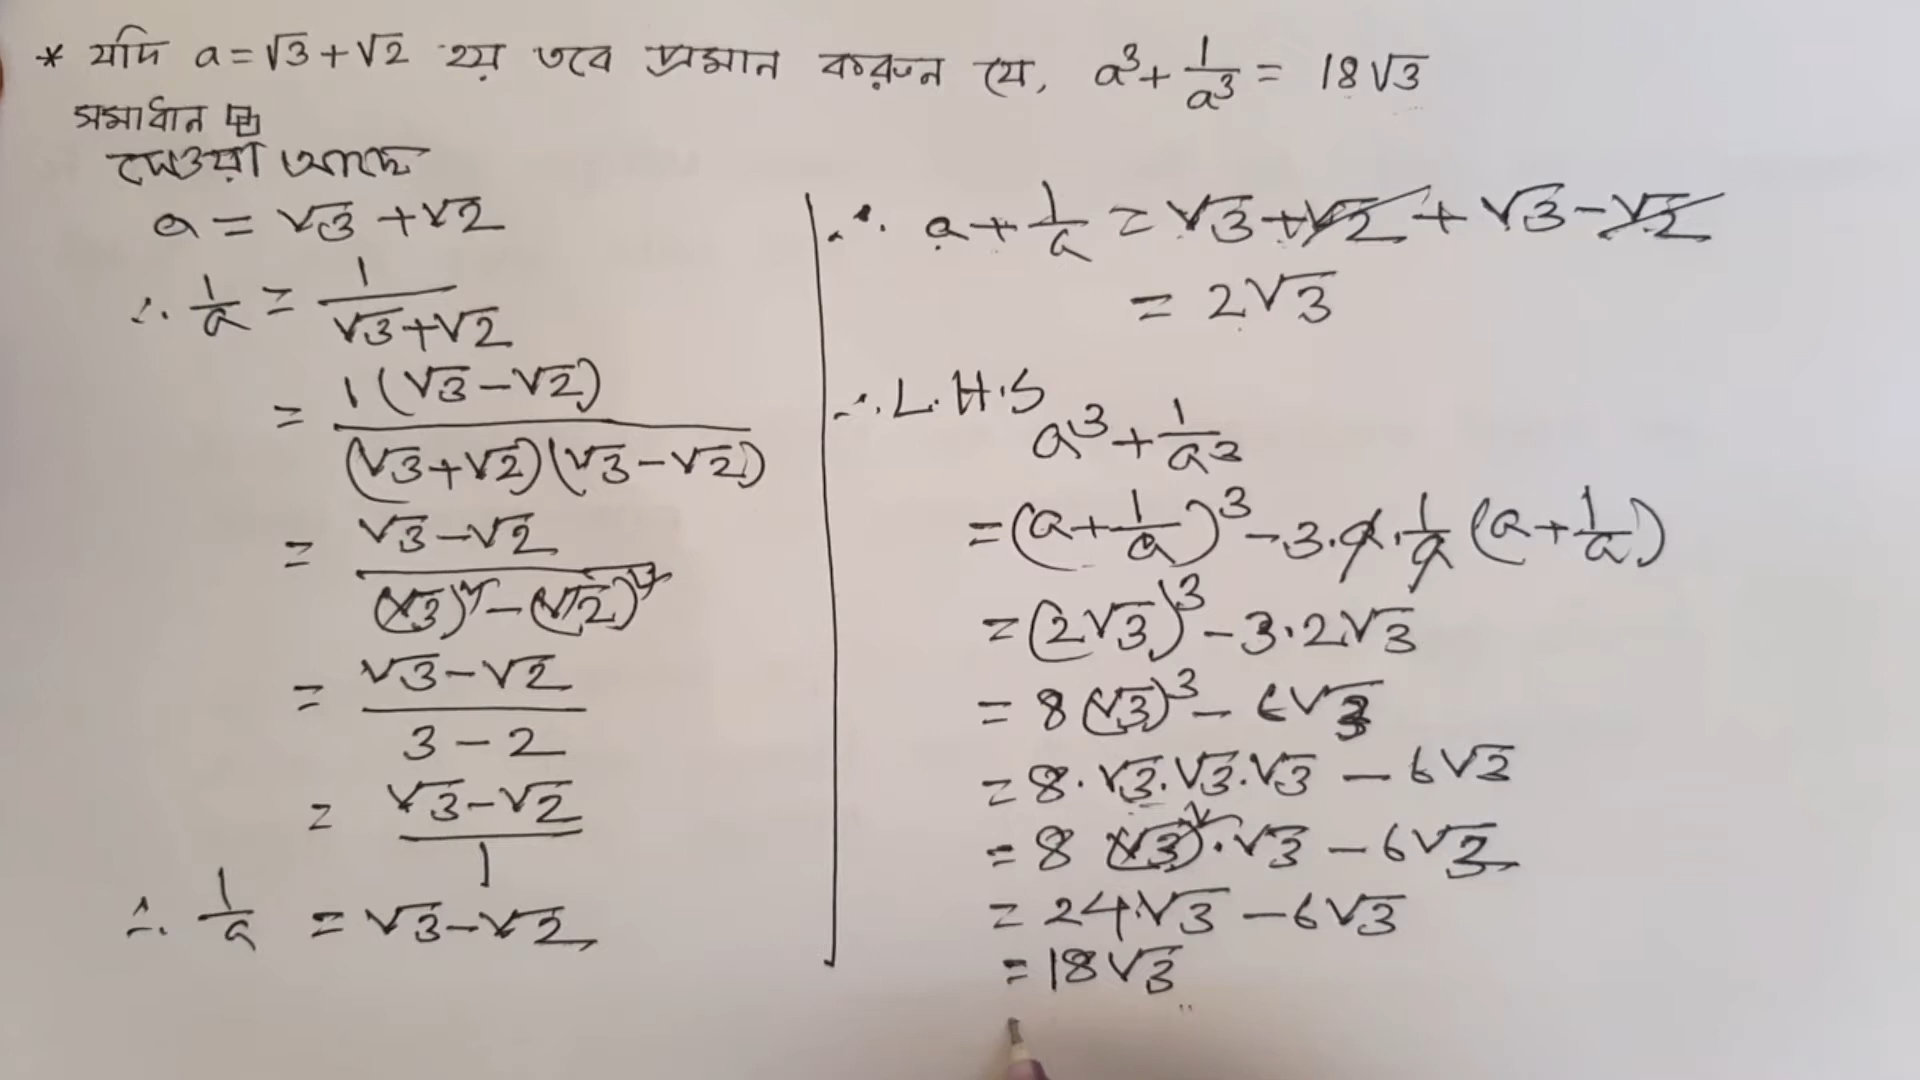 * যদি a = √3 + √2 হয় তবে প্রমান করুন যে, a³ + 1/a³ = 18√3
সমাধান
দেওয়া আছে
a = √3 + √2
∴ 1/a = 1/(√3+√2)
= 1(√3-√2)/(√3+√2)(√3-√2)
= (√3-√2)/((√3)²-(√2)²)
= (√3-√2)/(3-2)
= (√3-√2)/1
∴ 1/a = √3-√2
∴ a + 1/a = √3+√2 + √3-√2
= 2√3
∴ L.H.S
a³ + 1/a³
= (a + 1/a)³ - 3.a.1/a (a + 1/a)
= (2√3)³ - 3.2√3
= 8(√3)³ - 6√3
= 8.√3.√3.√3 - 6√3
= 8 (√3)².√3 - 6√3
= 24√3 - 6√3
= 18√3